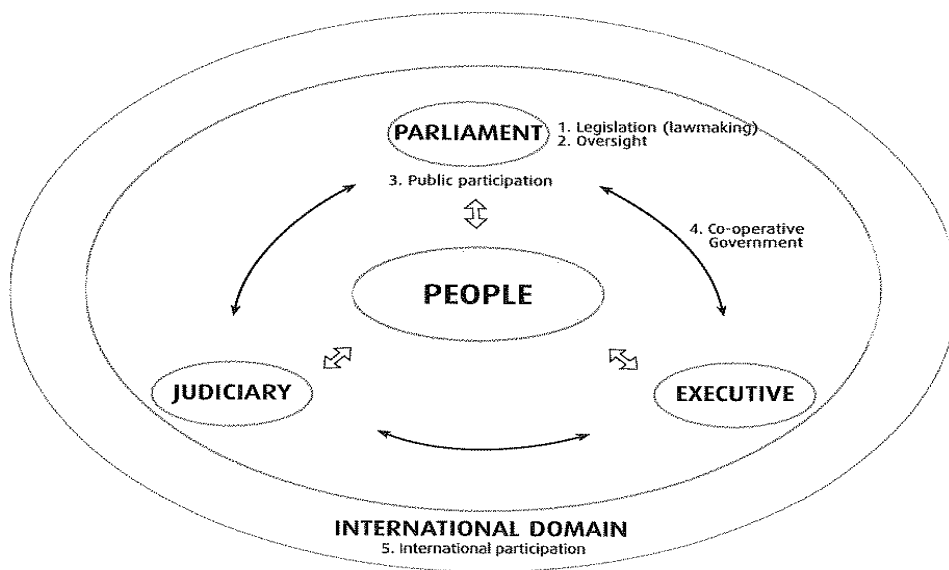 PARLIAMENT
1. Legislation (lawmaking)
2. Oversight
3. Public participation
4. Co-operative
Government
PEOPLE
JUDICIARY
EXECUTIVE
INTERNATIONAL DOMAIN
5. International participation